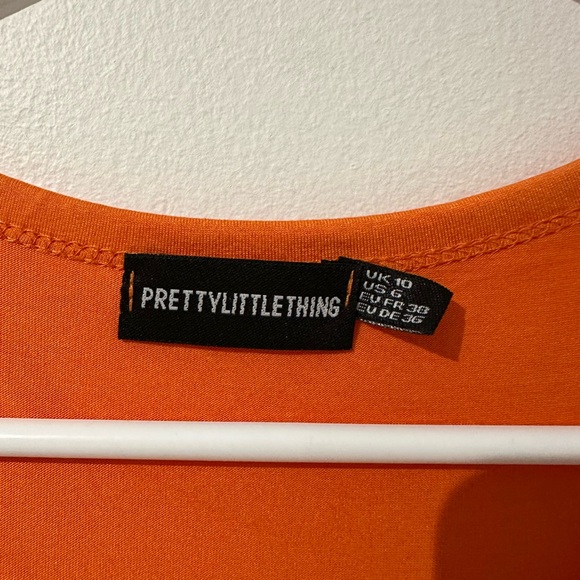 PRETTYLITTLETHING
UK 10
US 6
EU FR 38
EU DE 36